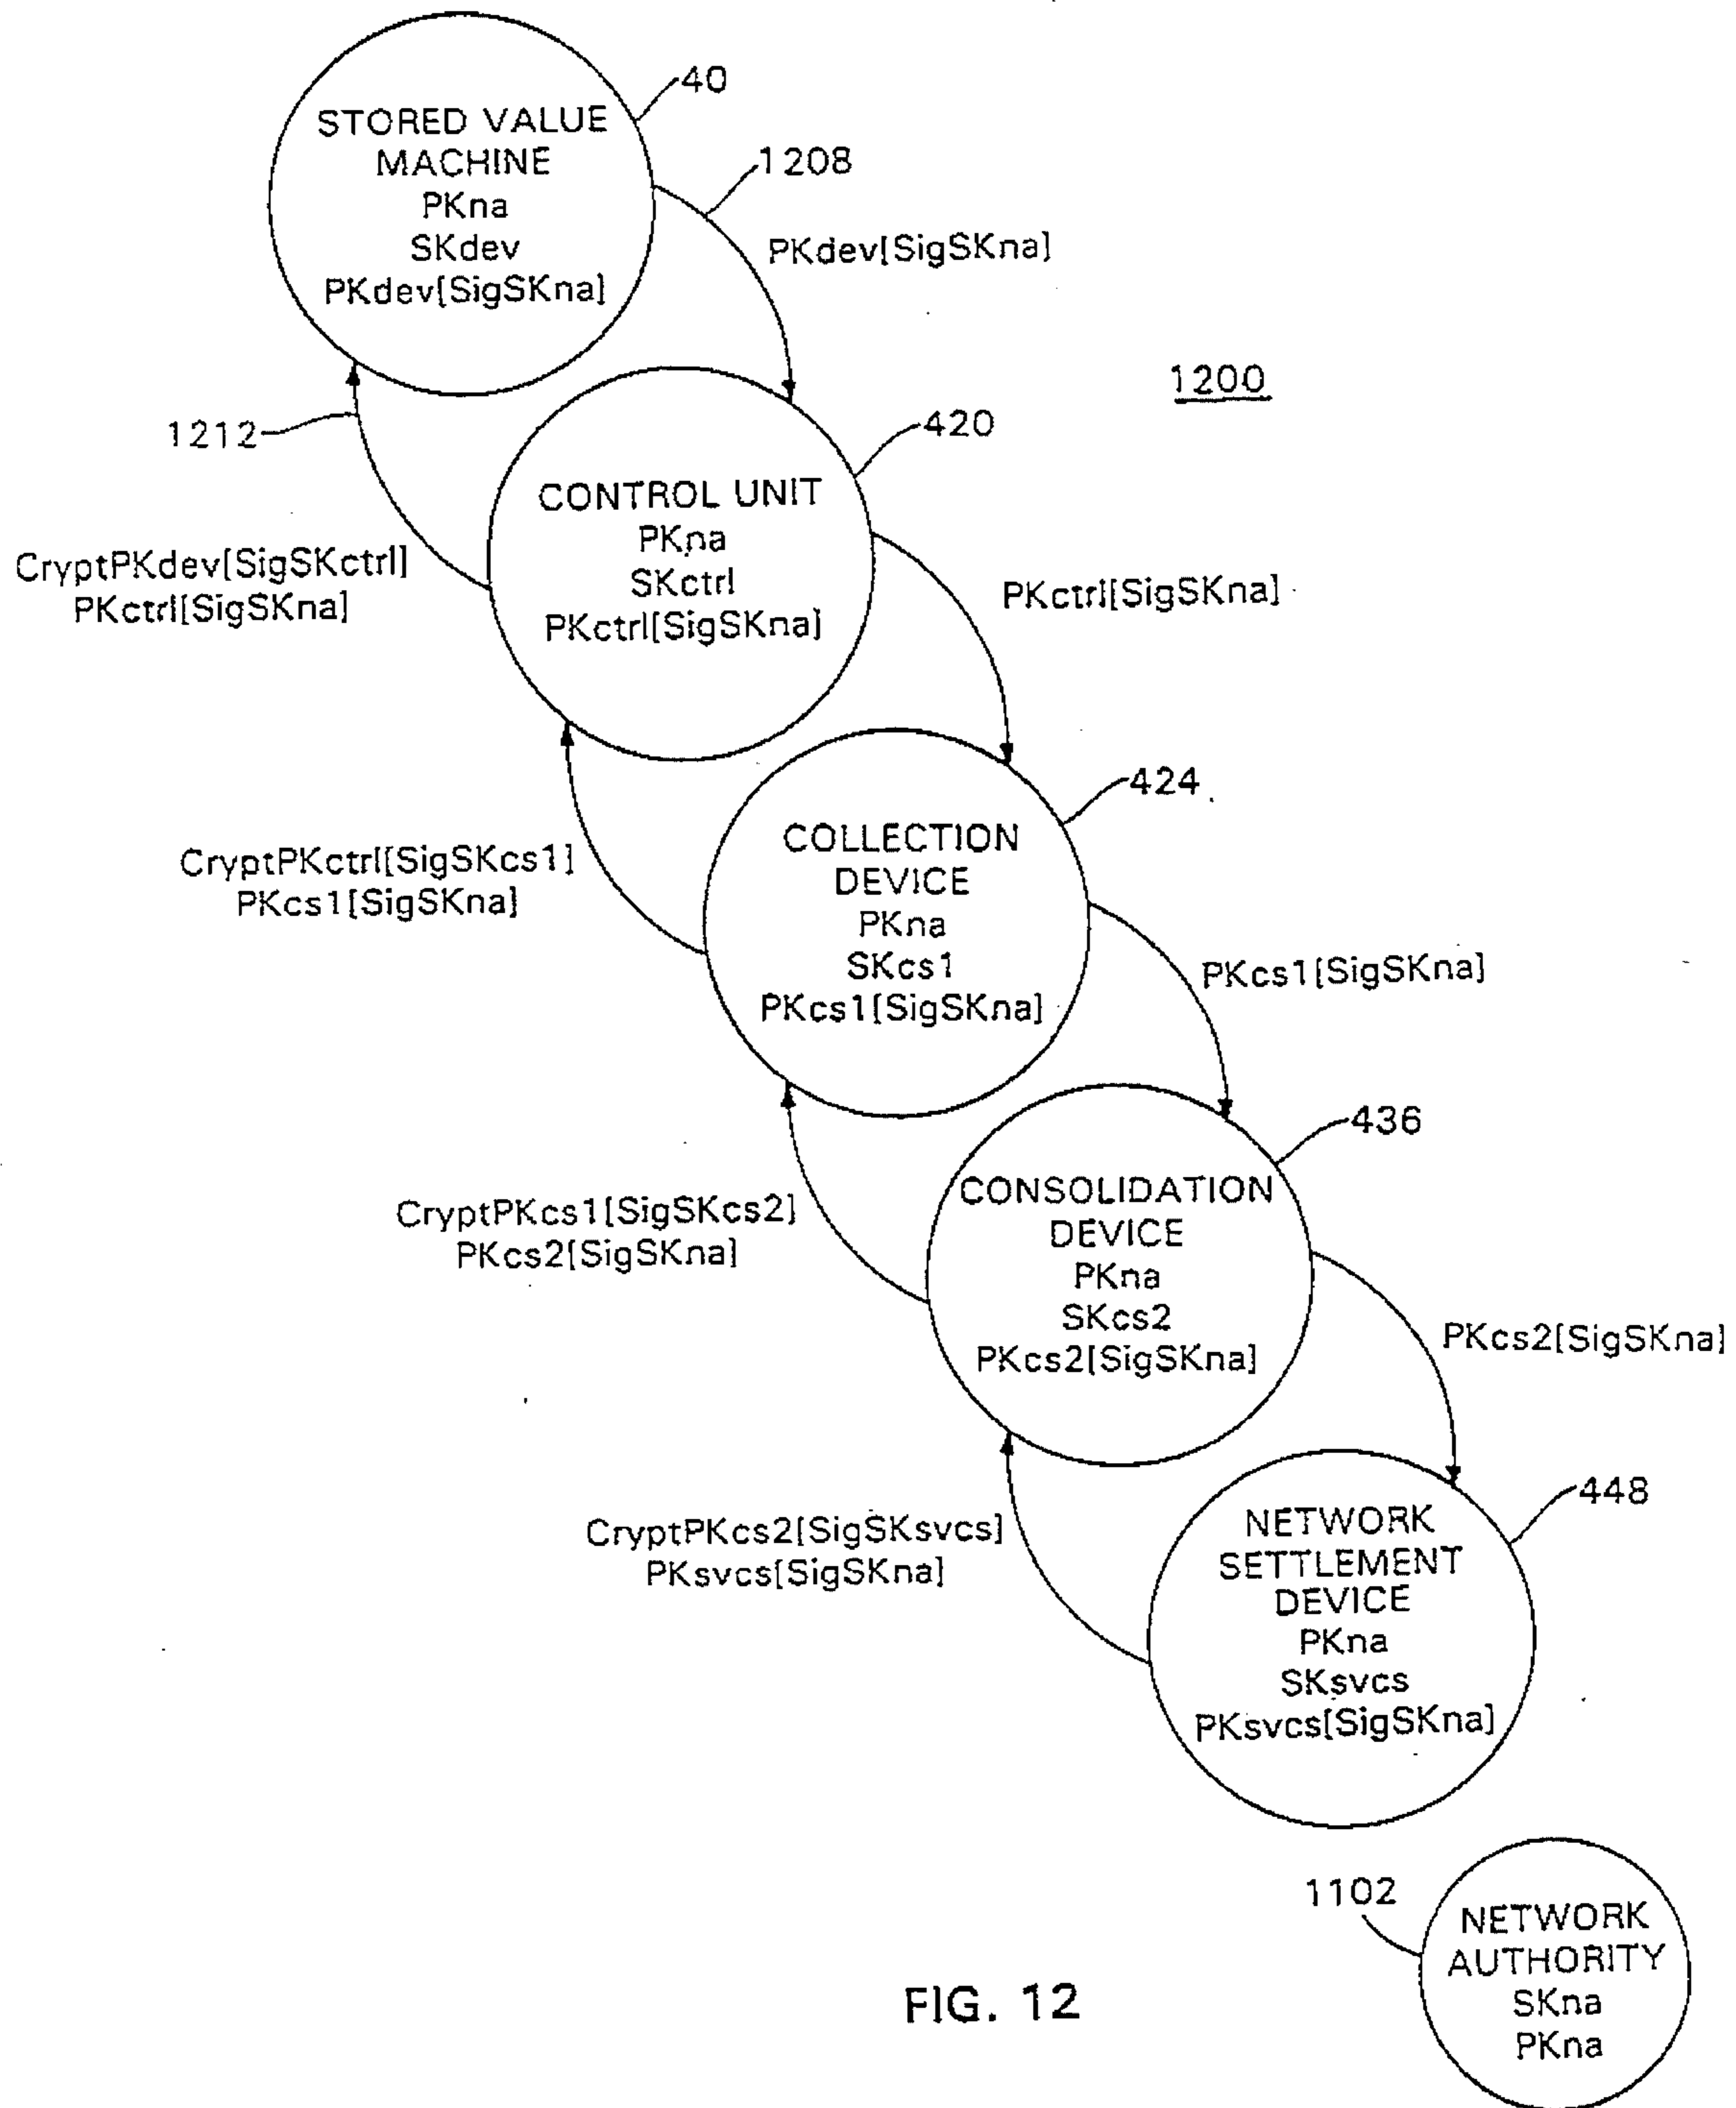 40
STORED VALUE
MACHINE
PKna
SKdev
PKdev[SigSKna]
1208
PKdev[SigSKna]
1200
1212
420
CONTROL UNIT
PKna
SKctrl
PKctrl[SigSKna]
CryptPKdev[SigSKctrl]
PKctrl[SigSKna]
PKctrl[SigSKna]
424
COLLECTION
DEVICE
PKna
SKcs1
PKcs1[SigSKna]
CryptPKctrl[SigSKcs1]
PKcs1[SigSKna]
PKcs1[SigSKna]
436
CONSOLIDATION
DEVICE
PKna
SKcs2
PKcs2[SigSKna]
CryptPKcs1[SigSKcs2]
PKcs2[SigSKna]
PKcs2[SigSKna]
448
NETWORK
SETTLEMENT
DEVICE
PKna
SKsvcs
PKsvcs[SigSKna]
CryptPKcs2[SigSKsvcs]
PKsvcs[SigSKna]
1102
NETWORK
AUTHORITY
SKna
PKna
FIG. 12